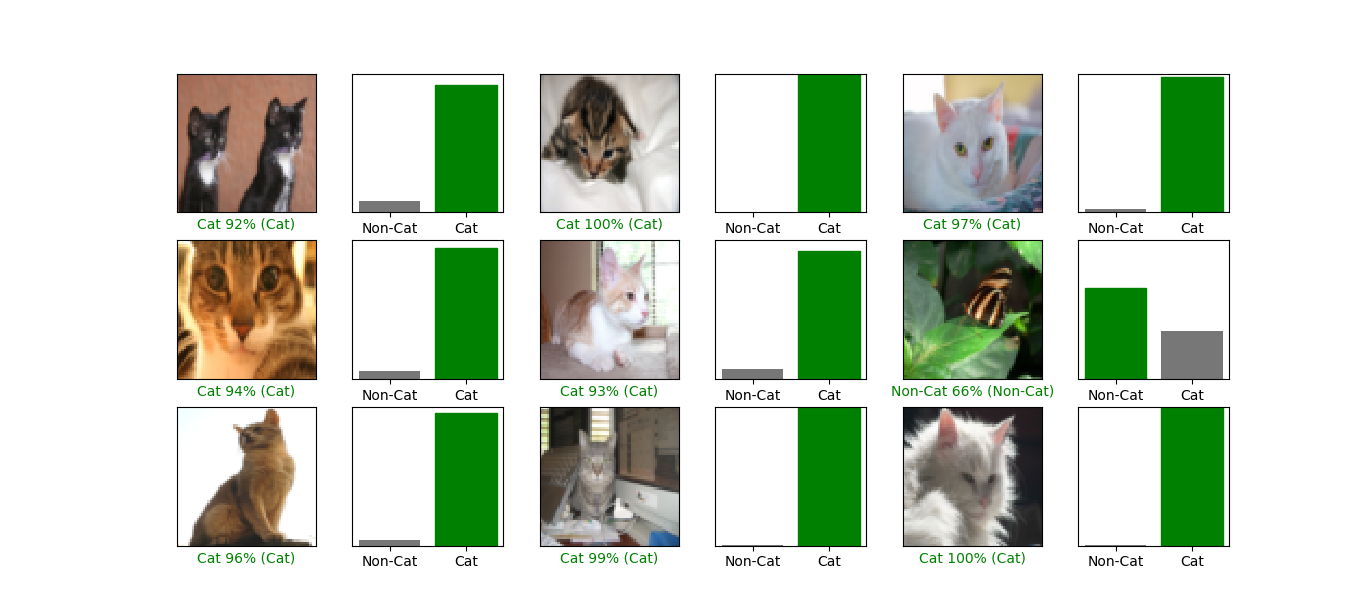 Cat 92% (Cat)
Non-Cat Cat
Cat 100% (Cat)
Non-Cat Cat
Cat 97% (Cat)
Non-Cat Cat
Cat 94% (Cat)
Non-Cat Cat
Cat 93% (Cat)
Non-Cat Cat
Non-Cat 66% (Non-Cat)
Non-Cat Cat
Cat 96% (Cat)
Non-Cat Cat
Cat 99% (Cat)
Non-Cat Cat
Cat 100% (Cat)
Non-Cat Cat